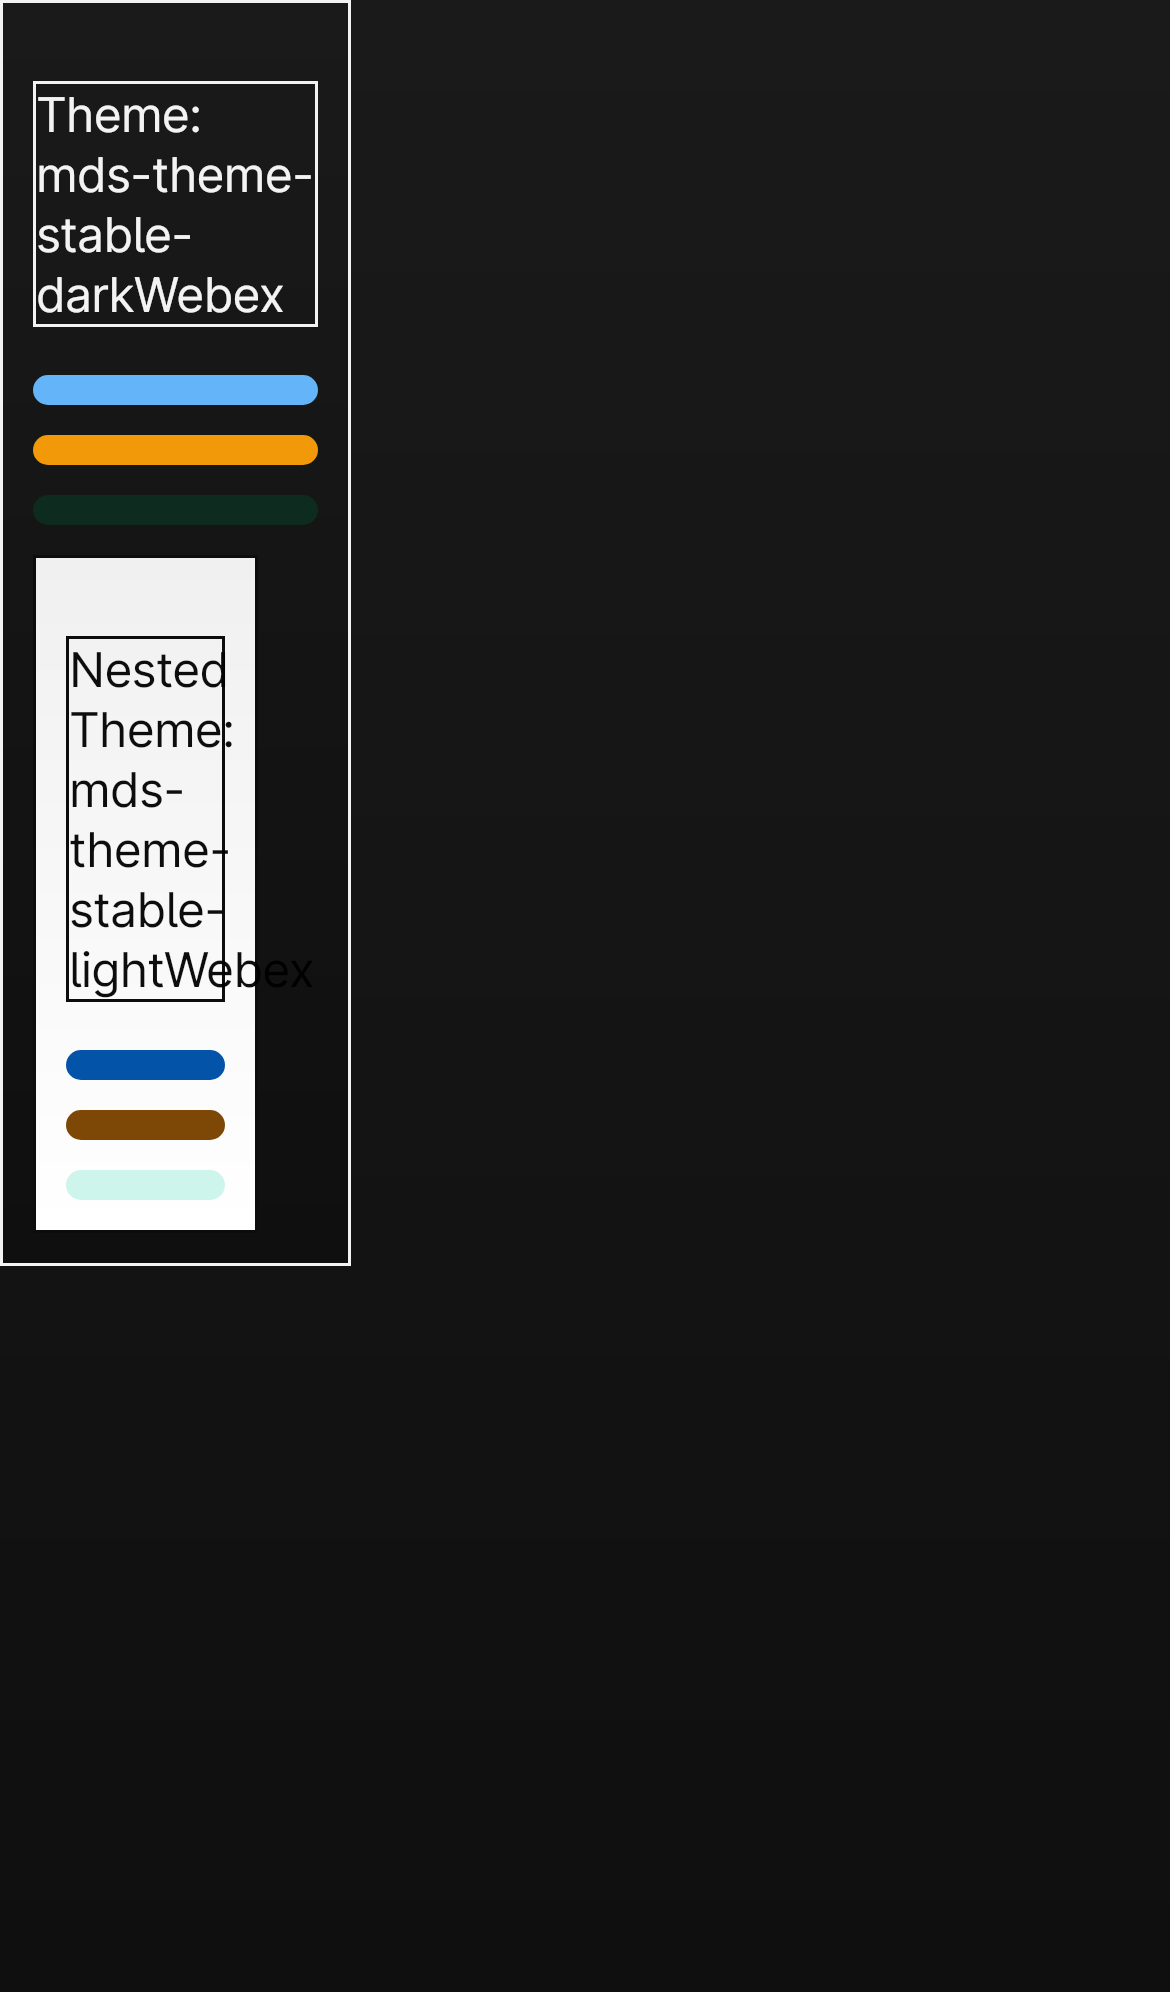 Theme:
mds-theme-
stable-
darkWebex
Nested
Theme:
mds-
theme-
stable-
lightWebex